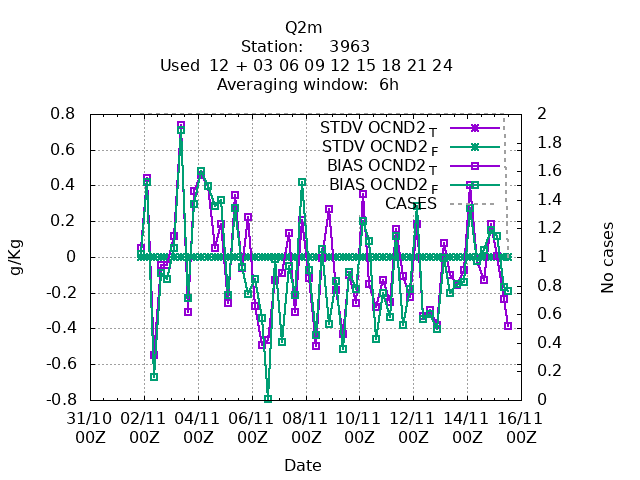 Q2m
Station: 3963
Used 12 + 03 06 09 12 15 18 21 24
Averaging window: 6h
0.8
0.6
0.4
0.2
0
-0.2
-0.4
-0.6
-0.8
g/Kg
STDV OCND2 T
STDV OCND2 F
BIAS OCND2 T
BIAS OCND2 F
CASES
2
1.8
1.6
1.4
1.2
1
0.8
0.6
0.4
0.2
0
No cases
31/10 02/11 04/11 06/11 08/11 10/11 12/11 14/11 16/11
00Z 00Z 00Z 00Z 00Z 00Z 00Z 00Z 00Z
Date